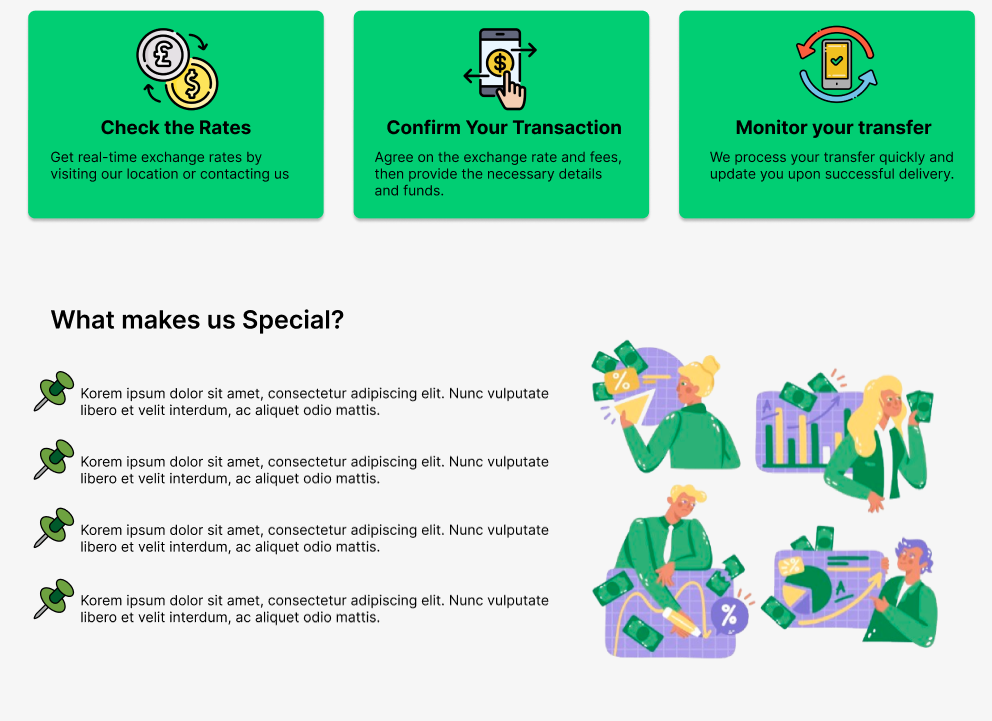 Check the Rates
Get real-time exchange rates by
visiting our location or contacting us
Confirm Your Transaction
Agree on the exchange rate and fees,
then provide the necessary details
and funds.
Monitor your transfer
We process your transfer quickly and
update you upon successful delivery.
What makes us Special?
Korem ipsum dolor sit amet, consectetur adipiscing elit. Nunc vulputate
libero et velit interdum, ac aliquet odio mattis.
Korem ipsum dolor sit amet, consectetur adipiscing elit. Nunc vulputate
libero et velit interdum, ac aliquet odio mattis.
Korem ipsum dolor sit amet, consectetur adipiscing elit. Nunc vulputate
libero et velit interdum, ac aliquet odio mattis.
Korem ipsum dolor sit amet, consectetur adipiscing elit. Nunc vulputate
libero et velit interdum, ac aliquet odio mattis.